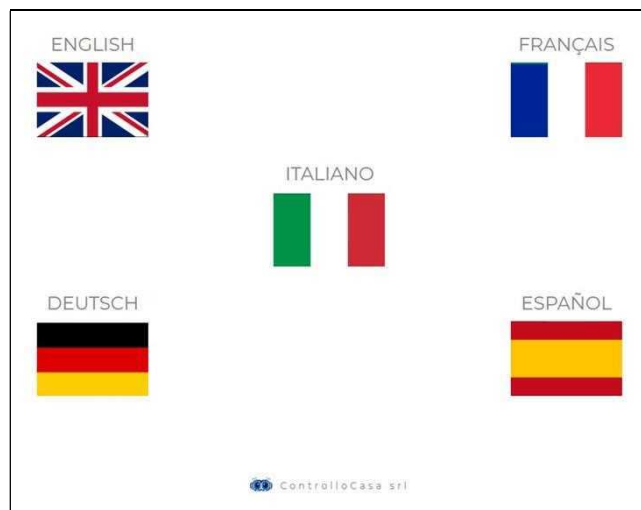 ENGLISH
FRANÇAIS
ITALIANO
DEUTSCH
ESPAÑOL
ControlloCasa srl